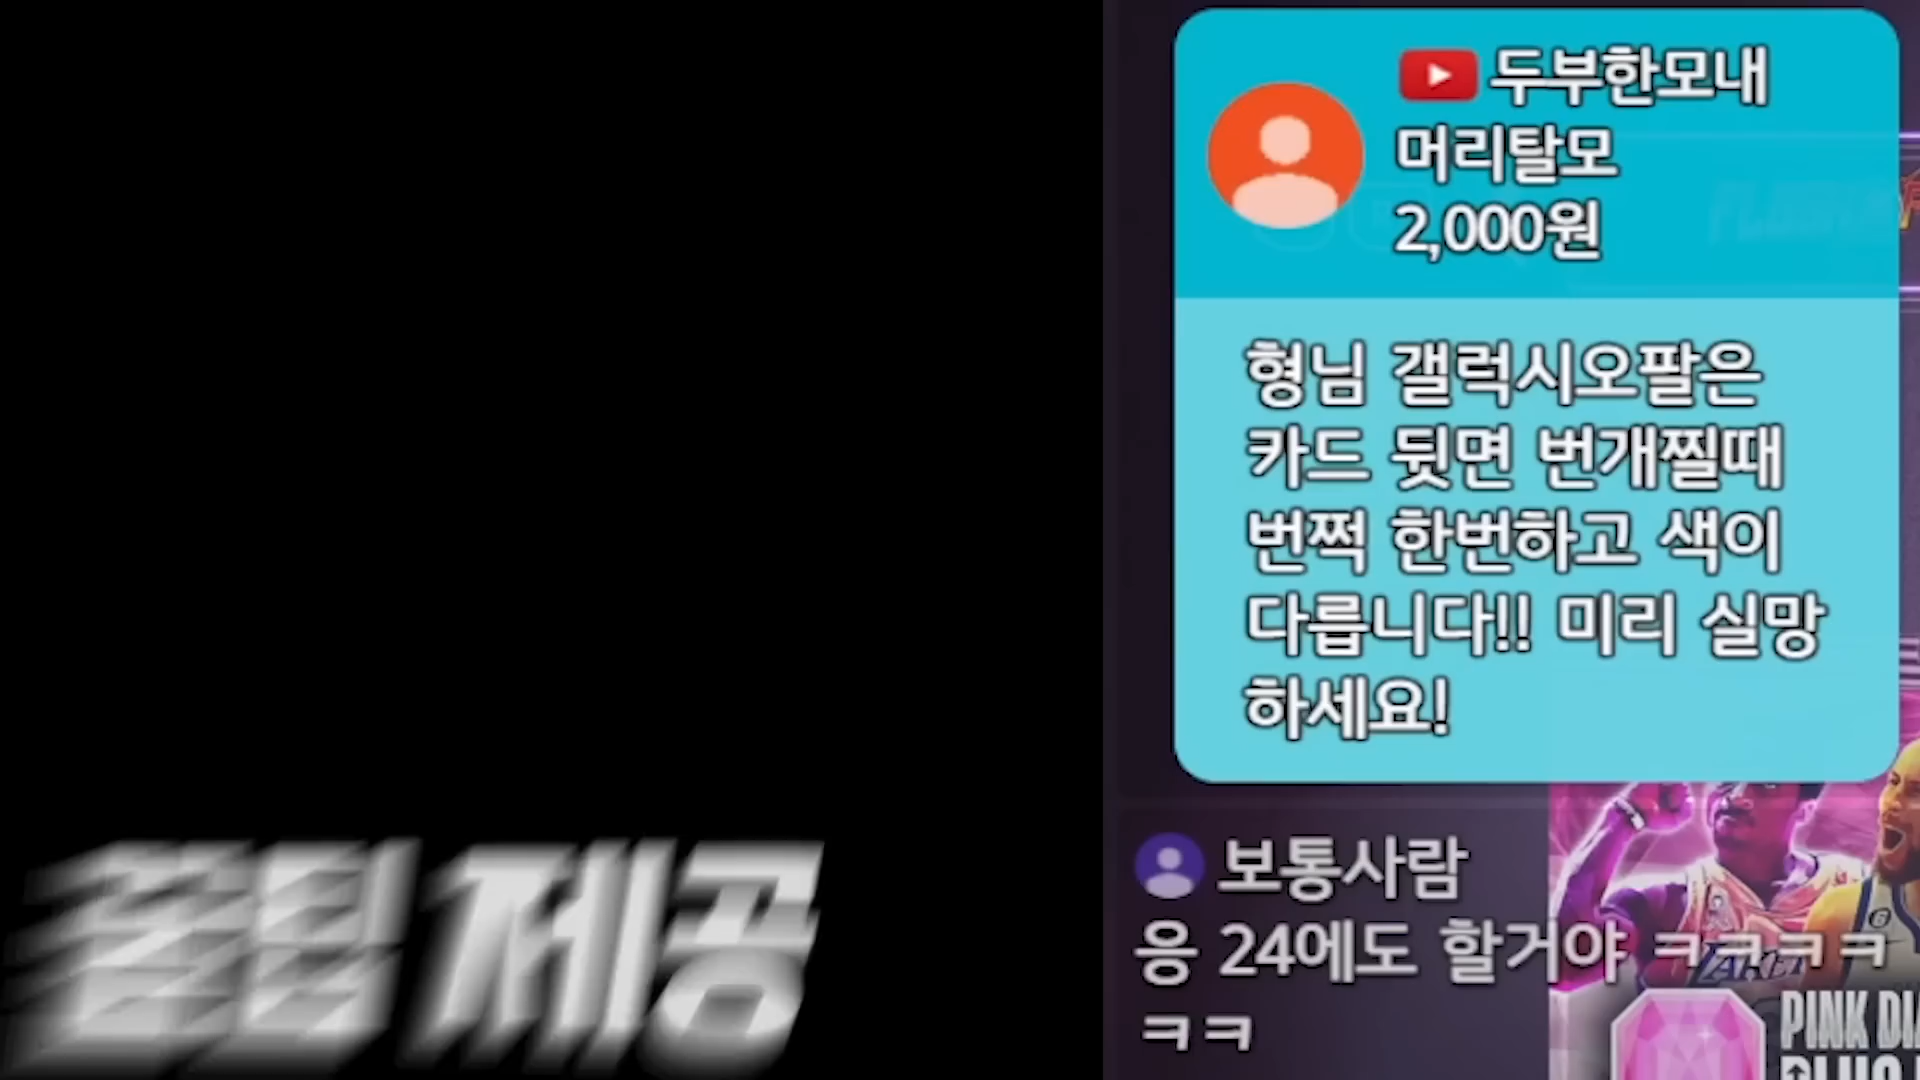 두부한모내
머리탈모
2,000원
형님 갤럭시오팔은
카드 뒷면 번개찔때
번쩍 한번하고 색이
다릅니다!! 미리 실망
하세요!
보통사람
응 24에도 할거야 ㅋㅋㅋㅋ
ㅋㅋ
꿀팁 제공
PINK DIA
PLUG